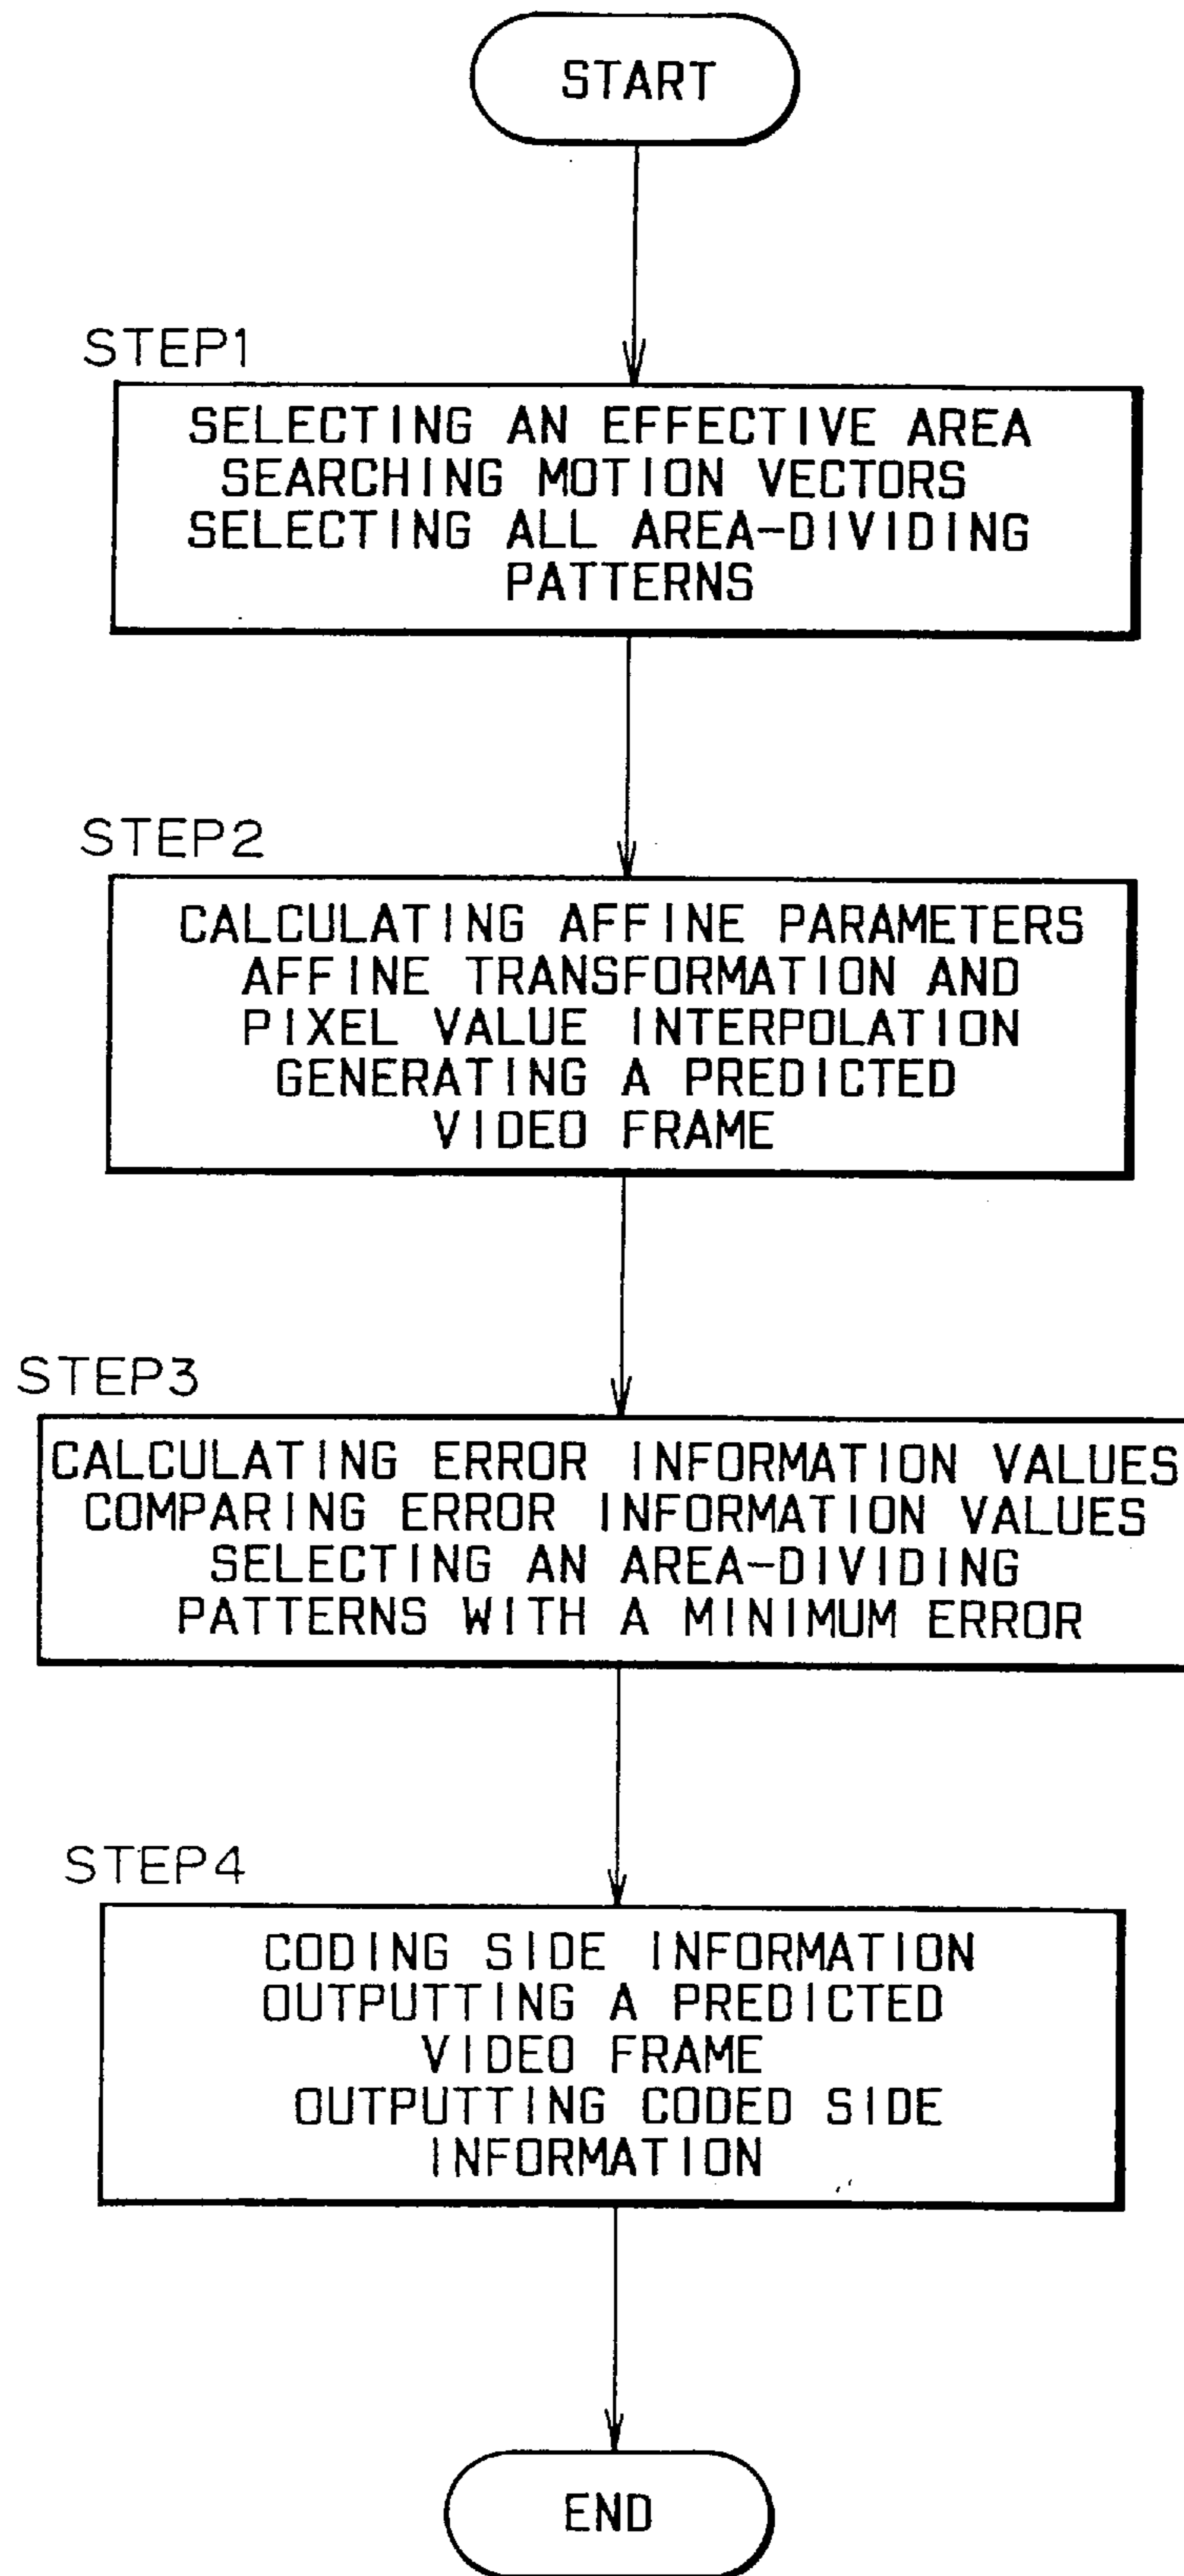 START
STEP1
SELECTING AN EFFECTIVE AREA
SEARCHING MOTION VECTORS
SELECTING ALL AREA-DIVIDING
PATTERNS
STEP2
CALCULATING AFFINE PARAMETERS
AFFINE TRANSFORMATION AND
PIXEL VALUE INTERPOLATION
GENERATING A PREDICTED
VIDEO FRAME
STEP3
CALCULATING ERROR INFORMATION VALUES
COMPARING ERROR INFORMATION VALUES
SELECTING AN AREA-DIVIDING
PATTERNS WITH A MINIMUM ERROR
STEP4
CODING SIDE INFORMATION
OUTPUTTING A PREDICTED
VIDEO FRAME
OUTPUTTING CODED SIDE
INFORMATION
END